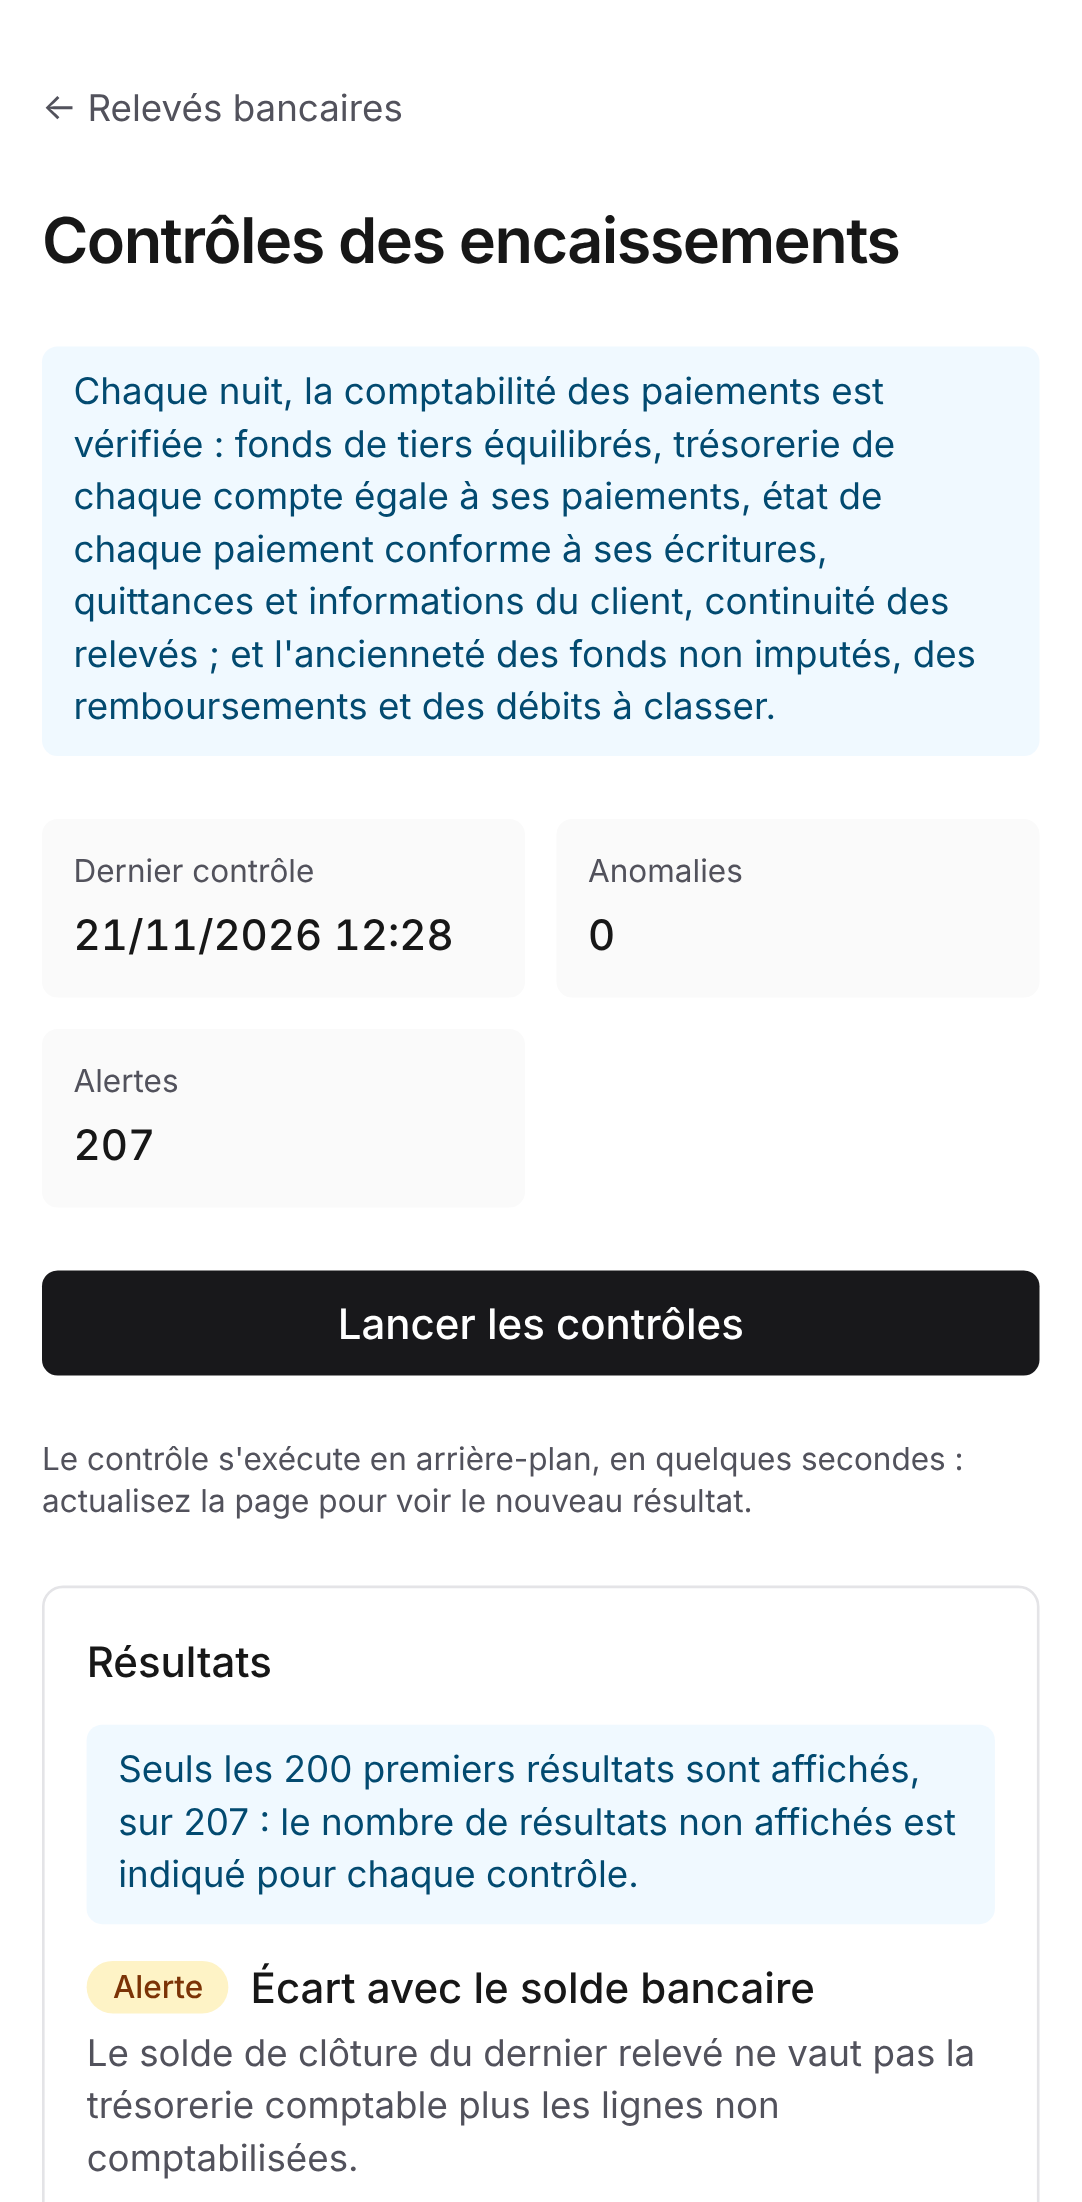 ← Relevés bancaires
Contrôles des encaissements
Chaque nuit, la comptabilité des paiements est
vérifiée : fonds de tiers équilibrés, trésorerie de
chaque compte égale à ses paiements, état de
chaque paiement conforme à ses écritures,
quittances et informations du client, continuité des
relevés ; et l'ancienneté des fonds non imputés, des
remboursements et des débits à classer.
Dernier contrôle
21/11/2026 12:28
Anomalies
0
Alertes
207
Lancer les contrôles
Le contrôle s'exécute en arrière-plan, en quelques secondes :
actualisez la page pour voir le nouveau résultat.
Résultats
Seuls les 200 premiers résultats sont affichés,
sur 207 : le nombre de résultats non affichés est
indiqué pour chaque contrôle.
Alerte Écart avec le solde bancaire
Le solde de clôture du dernier relevé ne vaut pas la
trésorerie comptable plus les lignes non
comptabilisées.